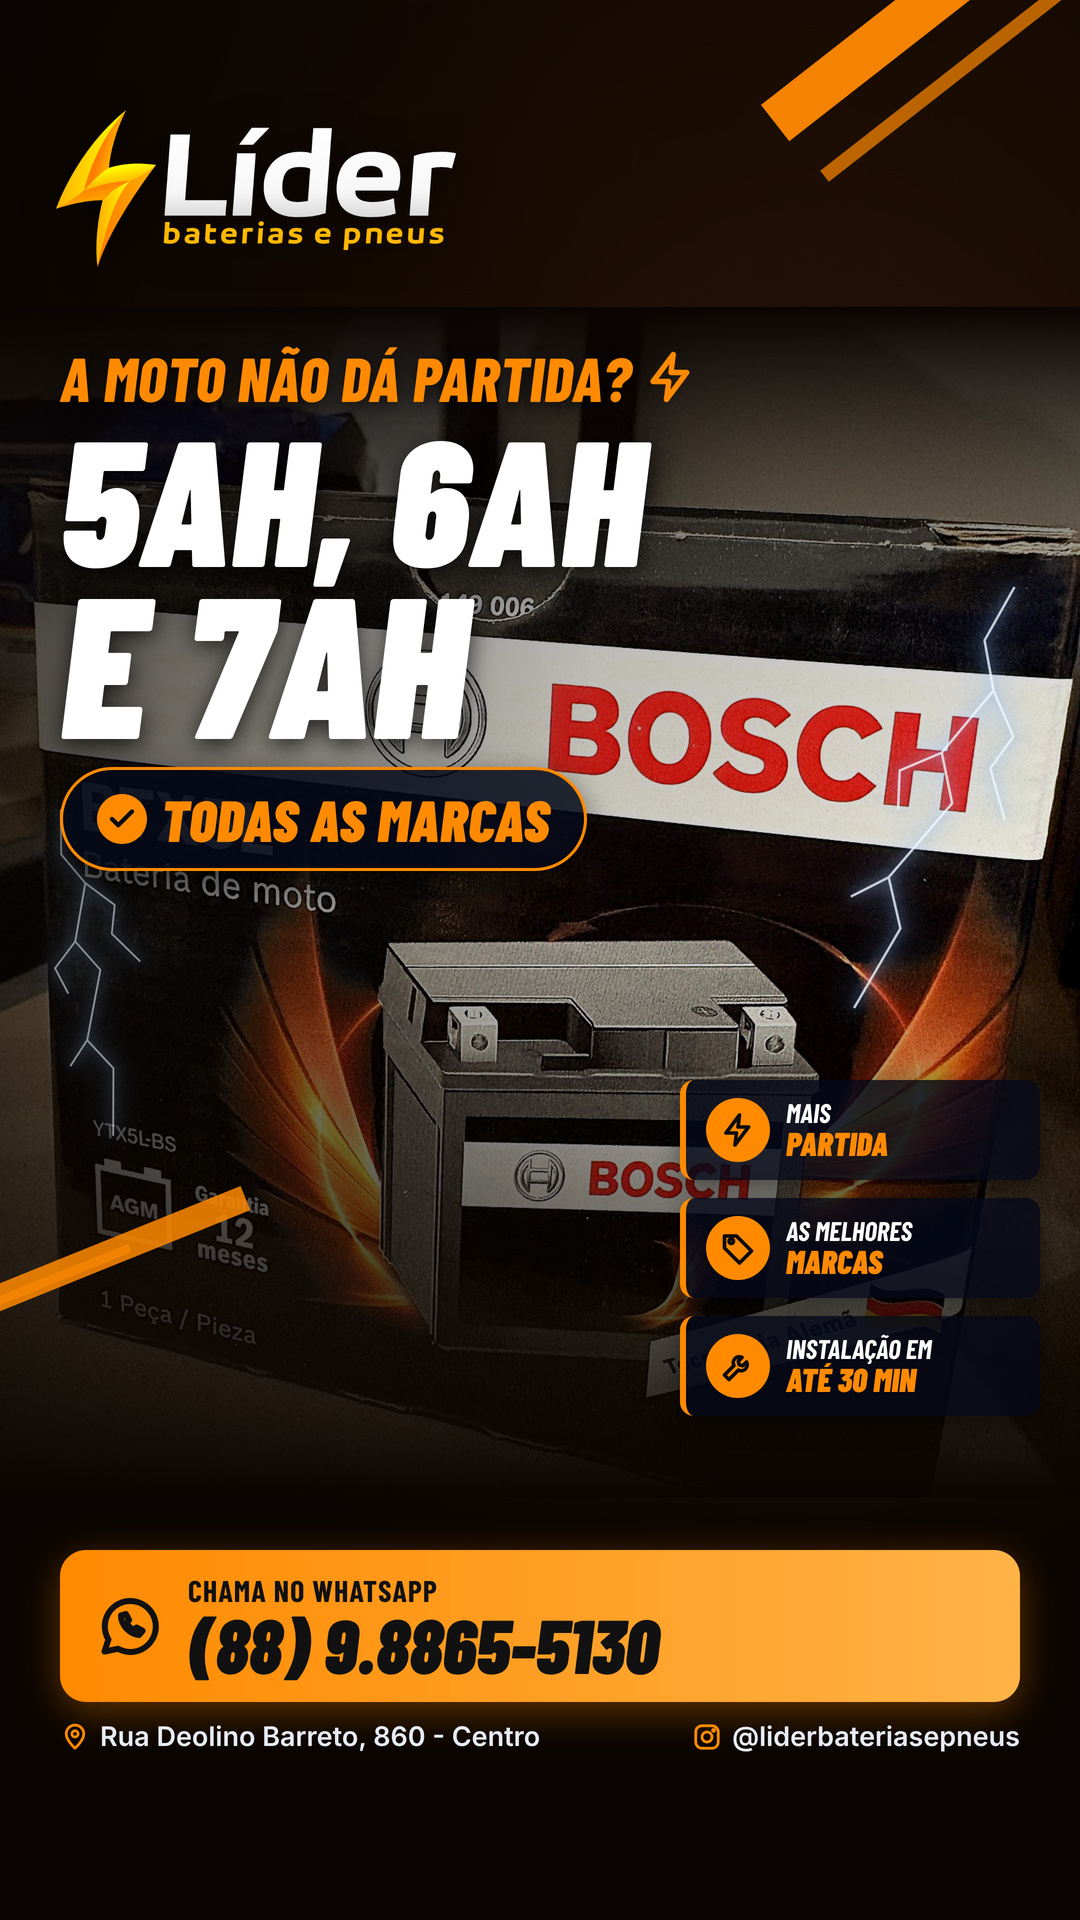 Líder
baterias e pneus
A MOTO NÃO DÁ PARTIDA?
5AH, 6AH
E 7AH
006
BOSCH
TODAS AS MARCAS
Bateria de moto
YTX5L-BS
AGM
Garantia
12
meses
1 Peça / Pieza
BOSCH
MAIS
PARTIDA
AS MELHORES
MARCAS
INSTALAÇÃO EM
ATÉ 30 MIN
CHAMA NO WHATSAPP
(88) 9.8865-5130
Rua Deolino Barreto, 860 - Centro
@liderbateriasepneus